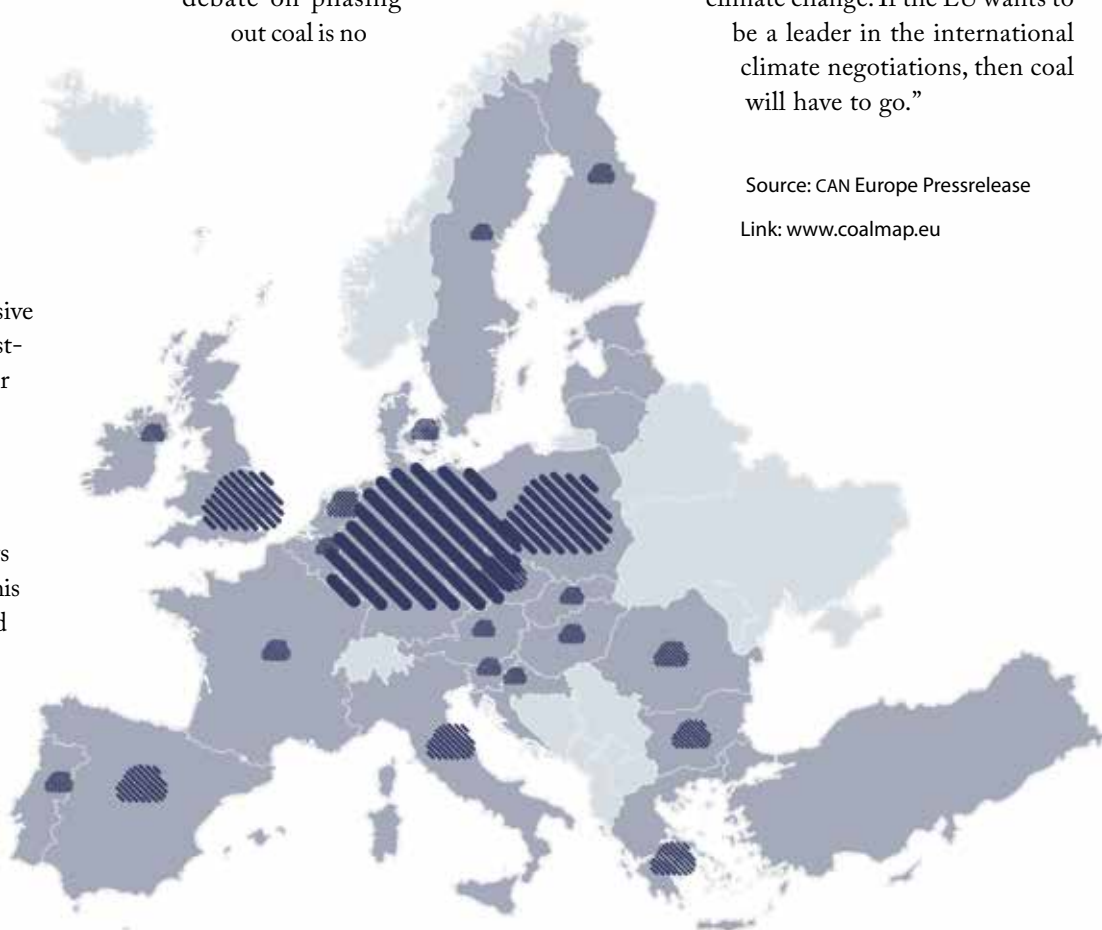 debate on phasing
out coal is no
climate change. If the EU wants to
be a leader in the international
climate negotiations, then coal
will have to go.”
Source: CAN Europe Pressrelease
Link: www.coalmap.eu